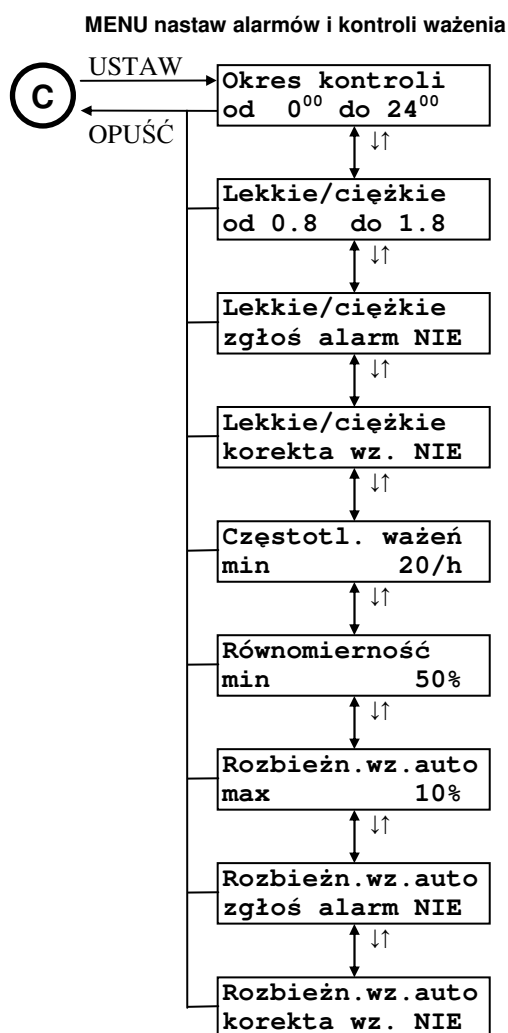 MENU nastaw alarmów i kontroli ważenia
USTAW
C
OPUŚĆ
Okres kontroli
od 0⁰⁰ do 24⁰⁰
↓↑
Lekkie/ciężkie
od 0.8 do 1.8
↓↑
Lekkie/ciężkie
zgłoś alarm NIE
↓↑
Lekkie/ciężkie
korekta wz. NIE
↓↑
Częstotl. ważeń
min 20/h
↓↑
Równomierność
min 50%
↓↑
Rozbieżn.wz.auto
max 10%
↓↑
Rozbieżn.wz.auto
zgłoś alarm NIE
↓↑
Rozbieżn.wz.auto
korekta wz. NIE